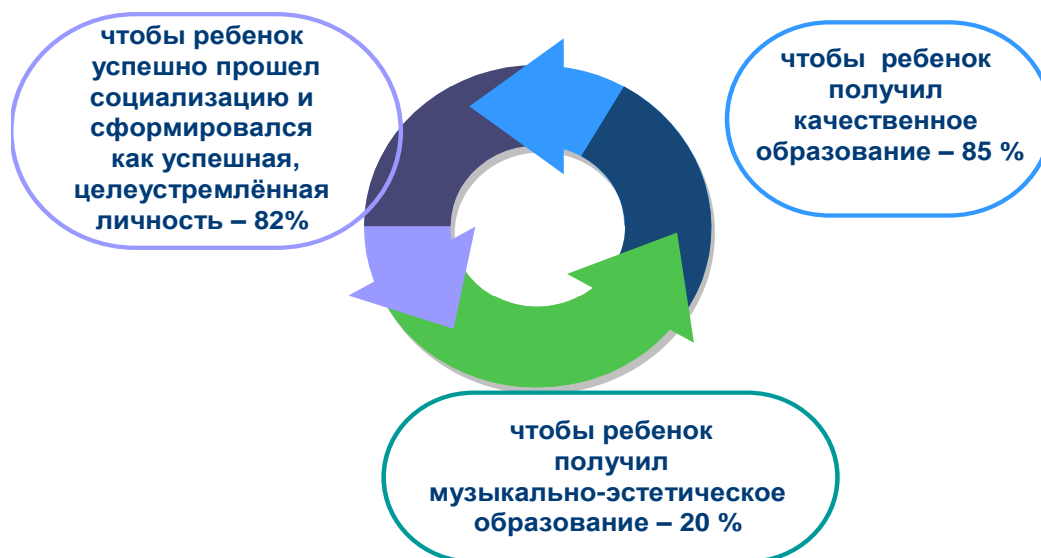 чтобы ребенок
успешно прошел
социализацию и
сформировался
как успешная,
целеустремлённая
личность – 82%
чтобы ребенок
получил
качественное
образование – 85 %
чтобы ребенок
получил
музыкально-эстетическое
образование – 20 %